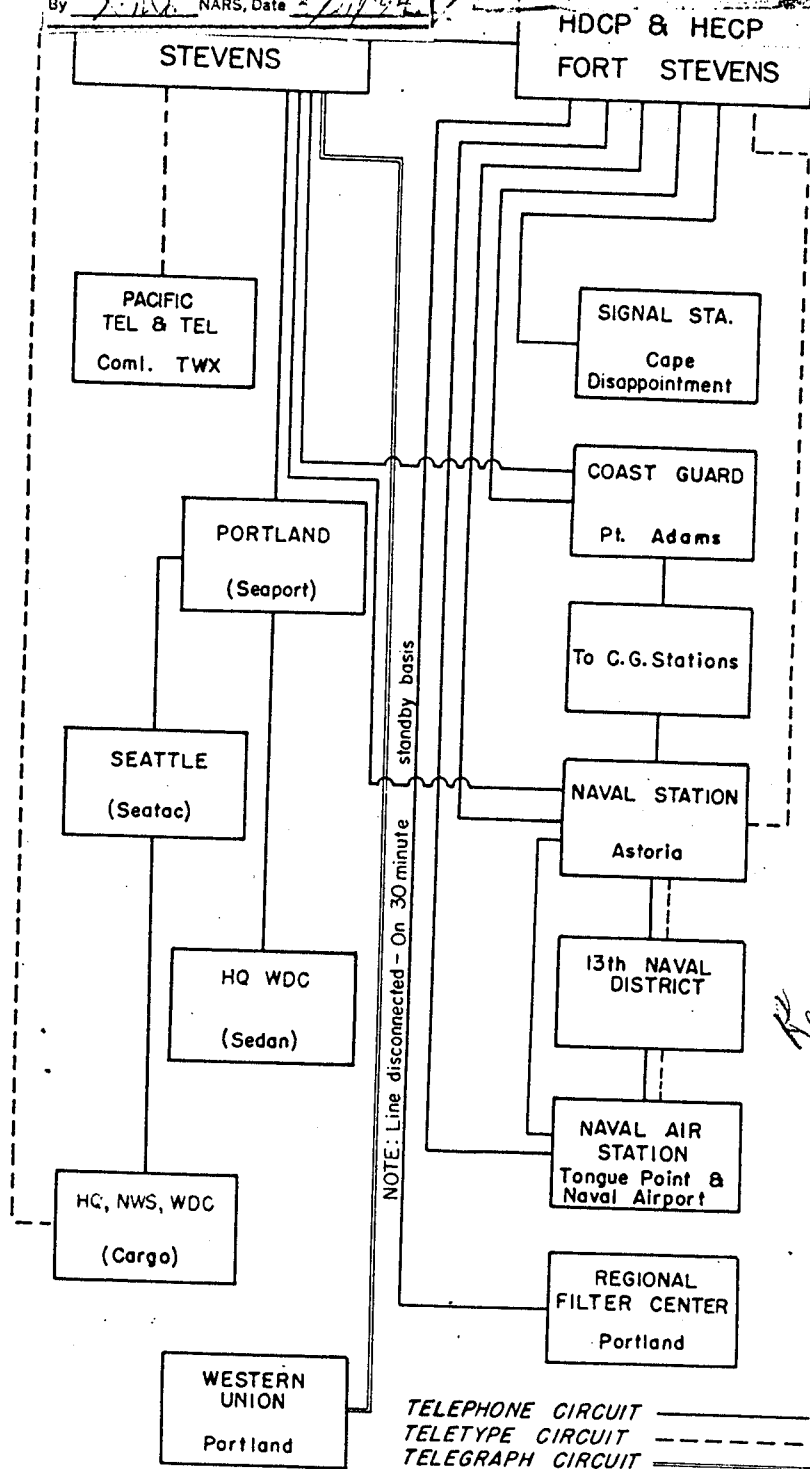 By NARS, Date
STEVENS
HDCP & HECP
FORT STEVENS
PACIFIC
TEL & TEL
Coml. TWX
SIGNAL STA.
Cape
Disappointment
COAST GUARD
Pt. Adams
PORTLAND
(Seaport)
To C.G. Stations
SEATTLE
(Seatac)
NAVAL STATION
Astoria
NOTE: Line disconnected - On 30 minute standby basis
HQ WDC
(Sedan)
13th NAVAL
DISTRICT
NAVAL AIR
STATION
Tongue Point &
Naval Airport
HQ, NWS, WDC
(Cargo)
REGIONAL
FILTER CENTER
Portland
WESTERN
UNION
Portland
TELEPHONE CIRCUIT
TELETYPE CIRCUIT
TELEGRAPH CIRCUIT